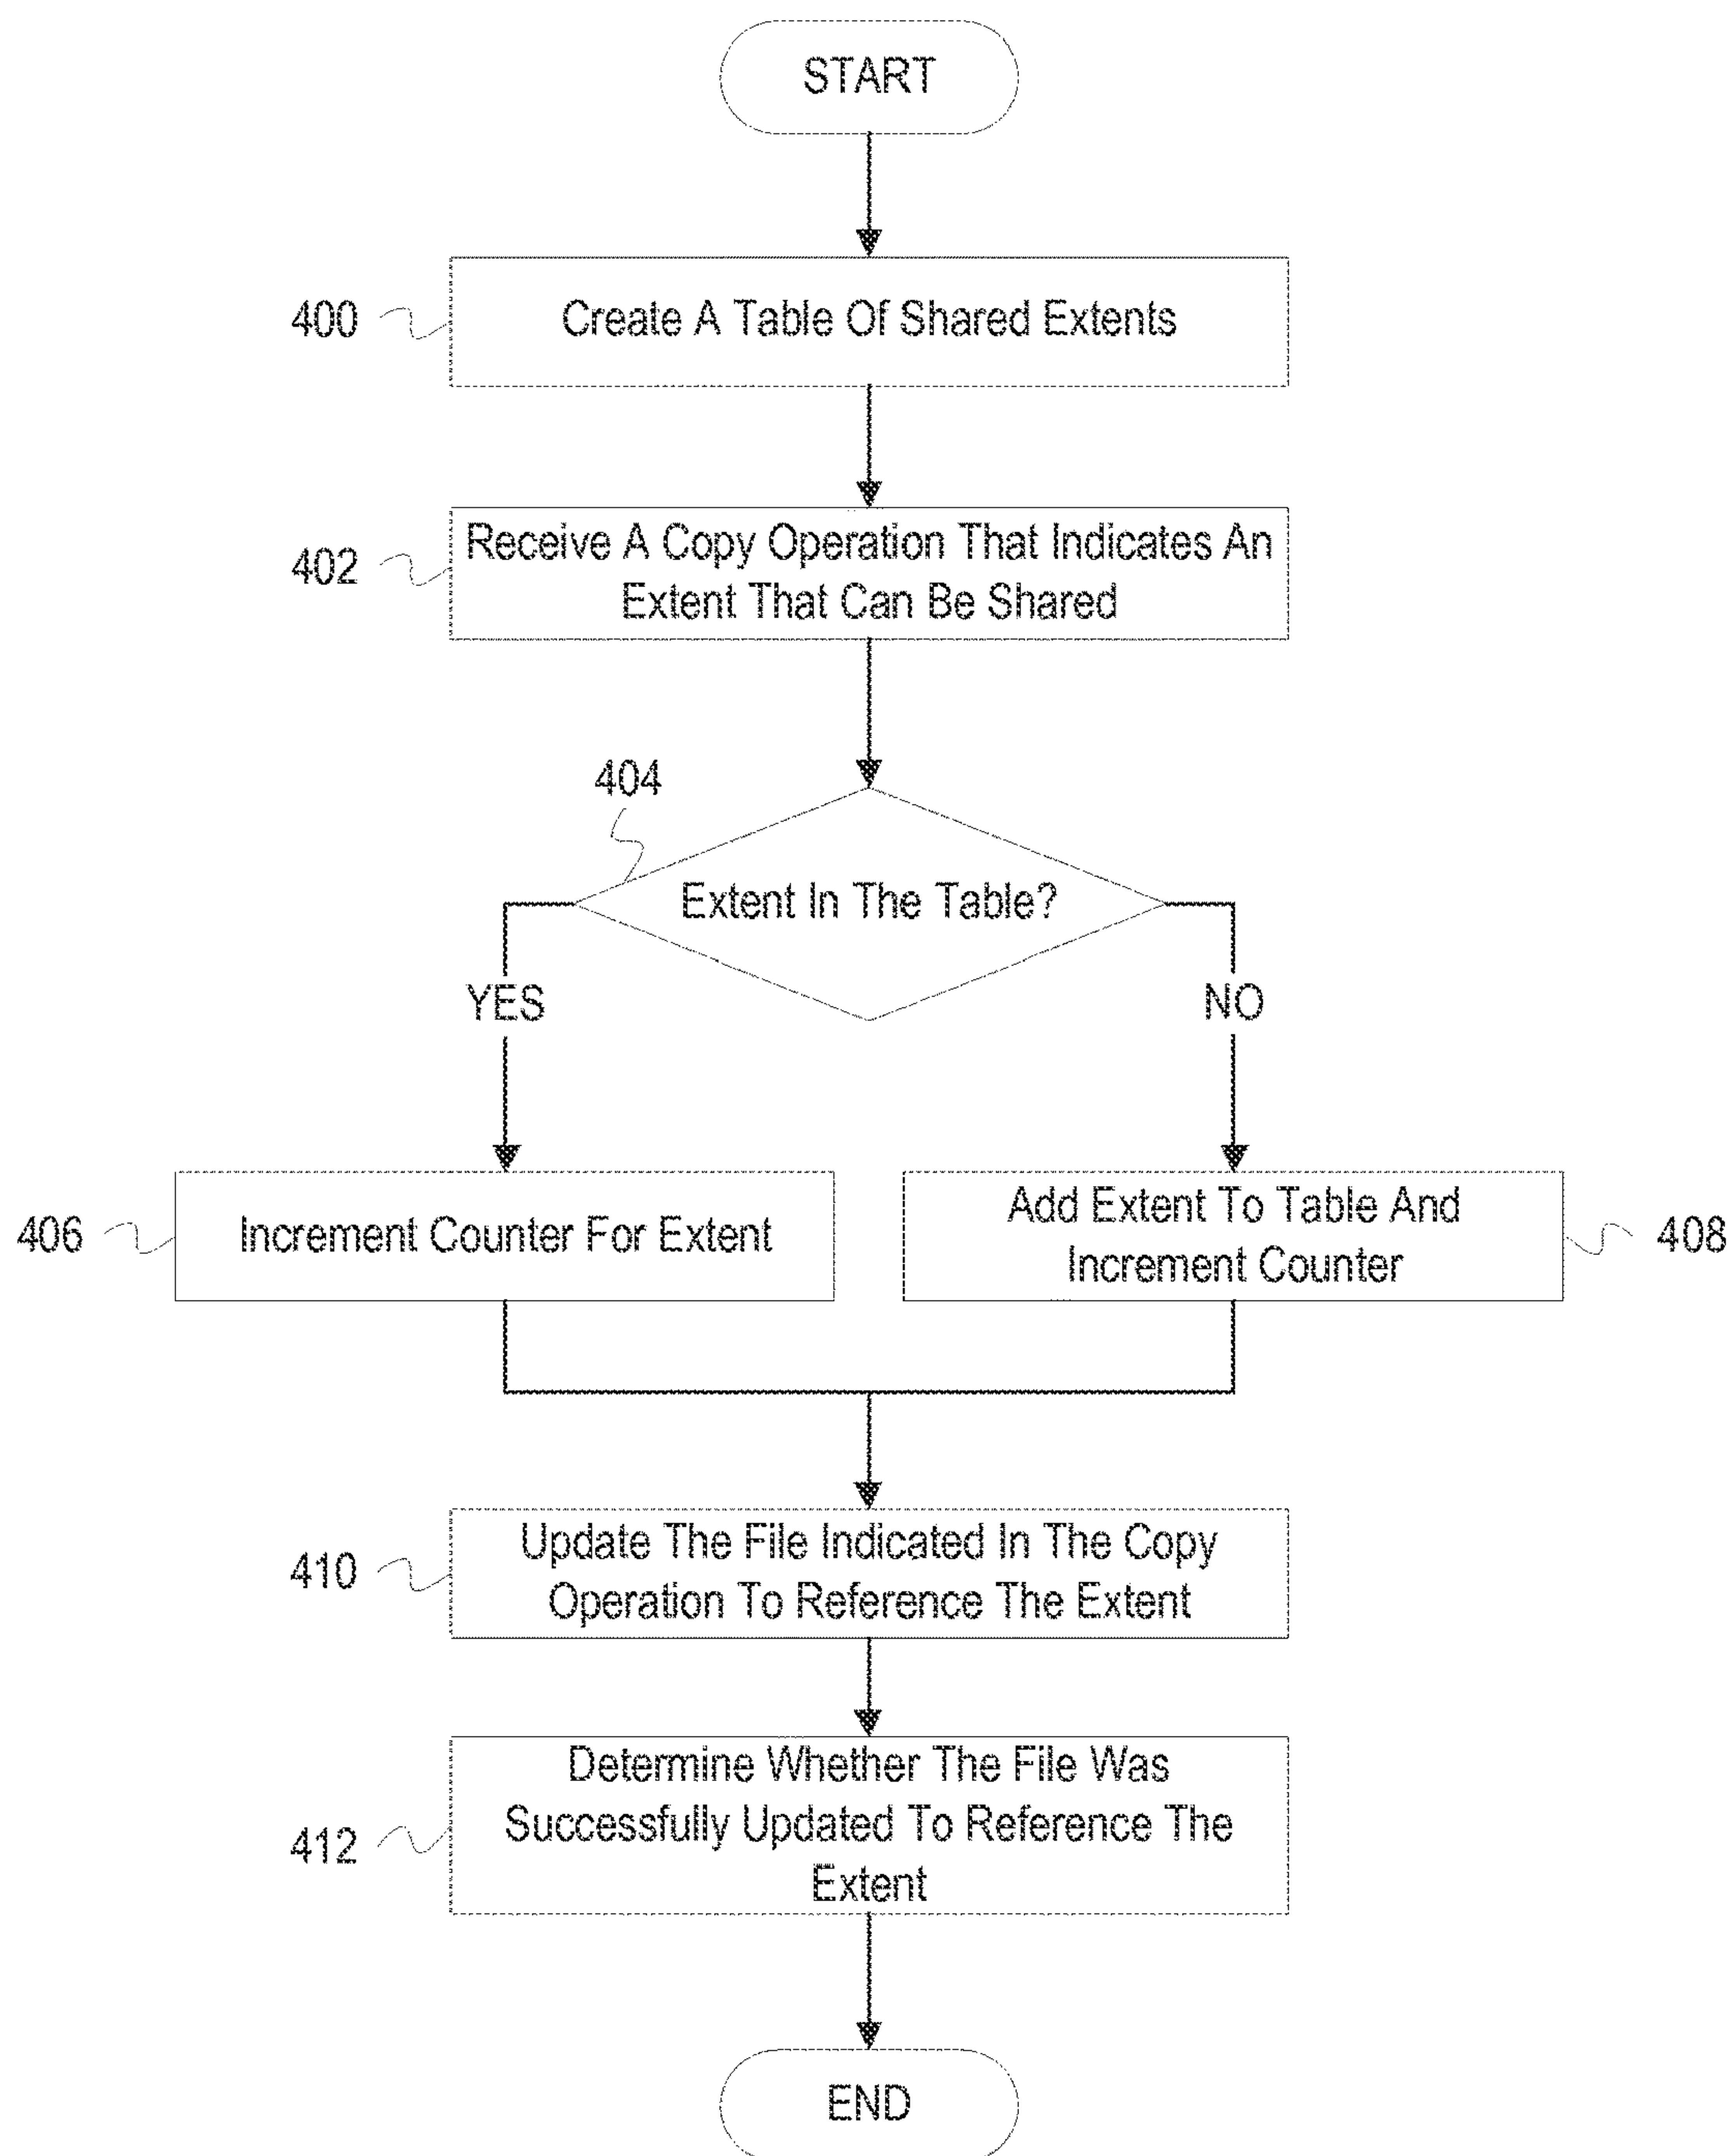 START
400
Create A Table Of Shared Extents
402
Receive A Copy Operation That Indicates An
Extent That Can Be Shared
404
Extent In The Table?
YES
NO
406
Increment Counter For Extent
Add Extent To Table And
Increment Counter
408
410
Update The File Indicated In The Copy
Operation To Reference The Extent
412
Determine Whether The File Was
Successfully Updated To Reference The
Extent
END